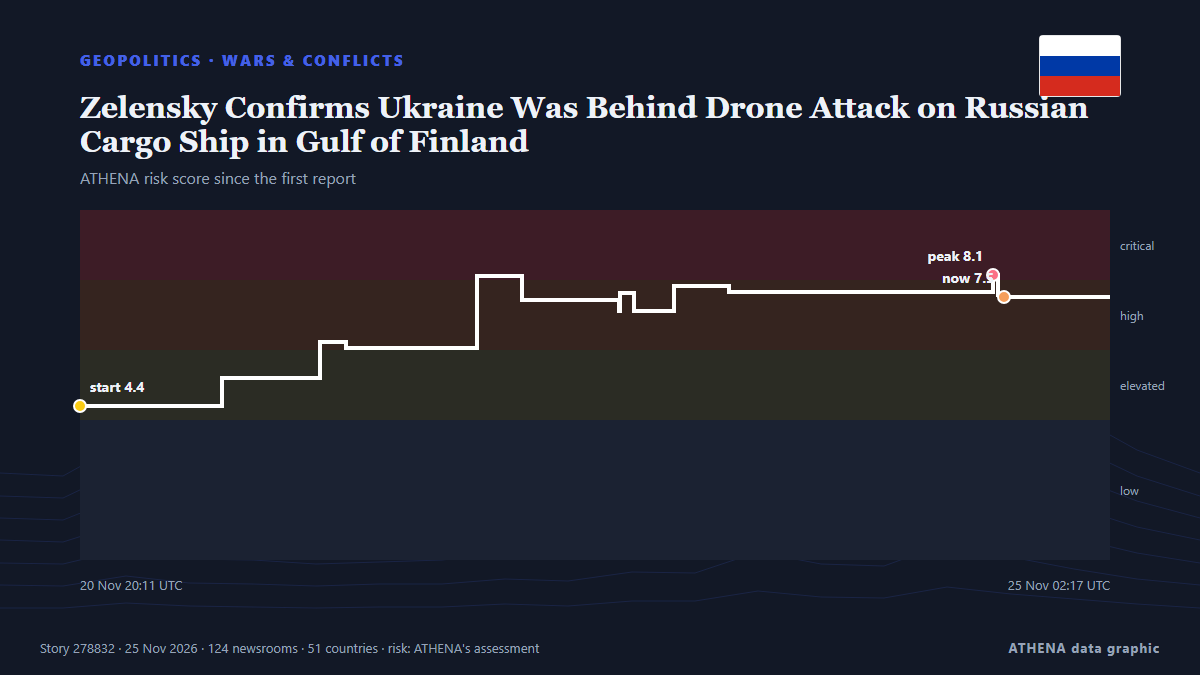 GEOPOLITICS · WARS & CONFLICTS
Zelensky Confirms Ukraine Was Behind Drone Attack on Russian
Cargo Ship in Gulf of Finland
ATHENA risk score since the first report
critical
peak 8.1
now 7.5
high
elevated
start 4.4
low
20 Nov 20:11 UTC
25 Nov 02:17 UTC
Story 278832 · 25 Nov 2026 · 124 newsrooms · 51 countries · risk: ATHENA's assessment
ATHENA data graphic